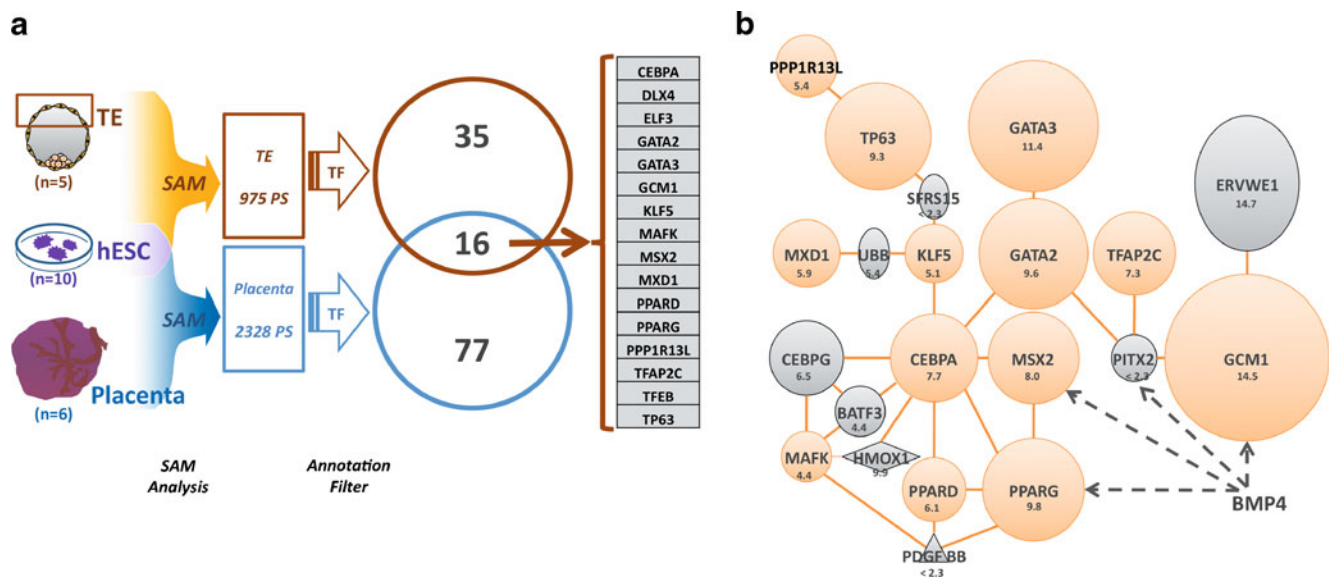 a
TE
(n=5)
hESC
(n=10)
Placenta
(n=6)
SAM
SAM
TE
975 PS
Placenta
2328 PS
TF
TF
35
16
77
SAM
Analysis
Annotation
Filter
CEBPA
DLX4
ELF3
GATA2
GATA3
GCM1
KLF5
MAFK
MSX2
MXD1
PPARD
PPARG
PPP1R13L
TFAP2C
TFEB
TP63
b
PPP1R13L
5.4
TP63
9.3
GATA3
11.4
ERVWE1
14.7
SFRS15
< 2.3
MXD1
5.9
UBB
5.4
KLF5
5.1
GATA2
9.6
TFAP2C
7.3
CEBPG
6.5
CEBPA
7.7
MSX2
8.0
PITX2
< 2.3
GCM1
14.5
BATF3
4.4
MAFK
4.4
HMOX1
9.9
PPARD
6.1
PPARG
9.8
BMP4
PDGF BB
< 2.3